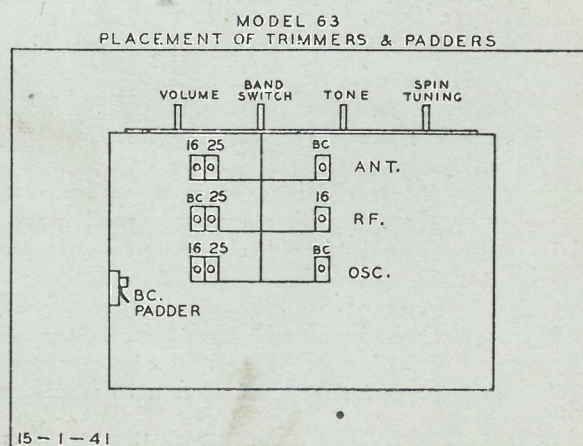 MODEL 63
PLACEMENT OF TRIMMERS & PADDERS
VOLUME
BAND SWITCH
TONE
SPIN TUNING
16 25
BC
ANT.
BC 25
16
RF.
16 25
BC
OSC.
BC.
PADDER
15-1-41